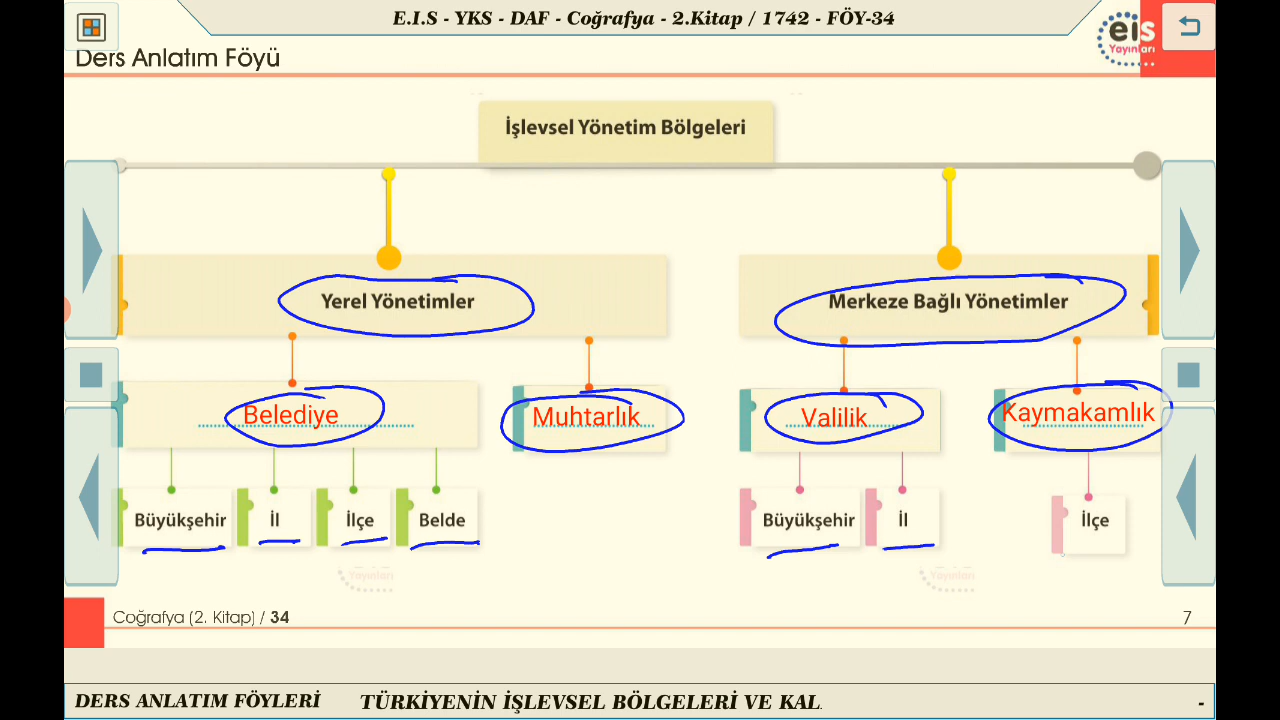 E.I.S - YKS - DAF - Coğrafya - 2.Kitap / 1742 - FÖY-34
eis
Yayınları
Ders Anlatım Föyü
İşlevsel Yönetim Bölgeleri
Yerel Yönetimler
Merkeze Bağlı Yönetimler
Belediye
Muhtarlık
Valilik
Kaymakamlık
Büyükşehir
İl
İlçe
Belde
Büyükşehir
İl
İlçe
Yayınları
Yayınları
Coğrafya (2. Kitap) / 34
7
DERS ANLATIM FÖYLERİ TÜRKİYENİN İŞLEVSEL BÖLGELERİ VE KAL
-